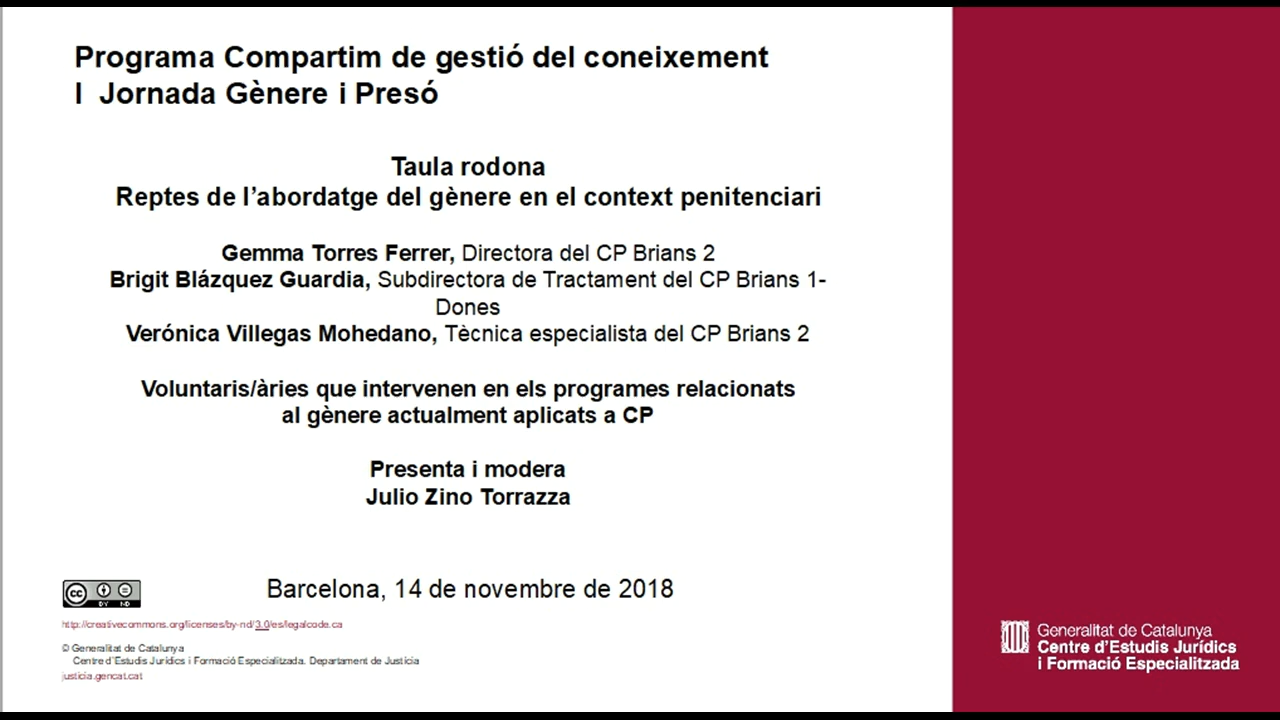 Programa Compartim de gestió del coneixement
I Jornada Gènere i Presó
Taula rodona
Reptes de l’abordatge del gènere en el context penitenciari
Gemma Torres Ferrer, Directora del CP Brians 2
Brigit Blázquez Guardia, Subdirectora de Tractament del CP Brians 1-
Dones
Verónica Villegas Mohedano, Tècnica especialista del CP Brians 2
Voluntaris/àries que intervenen en els programes relacionats
al gènere actualment aplicats a CP
Presenta i modera
Julio Zino Torrazza
Barcelona, 14 de novembre de 2018
cc BY ND
http://creativecommons.org/licenses/by-nd/3.0/es/legalcode.ca
© Generalitat de Catalunya
Centre d’Estudis Jurídics i Formació Especialitzada. Departament de Justícia
justicia.gencat.cat
Generalitat de Catalunya
Centre d’Estudis Jurídics
i Formació Especialitzada